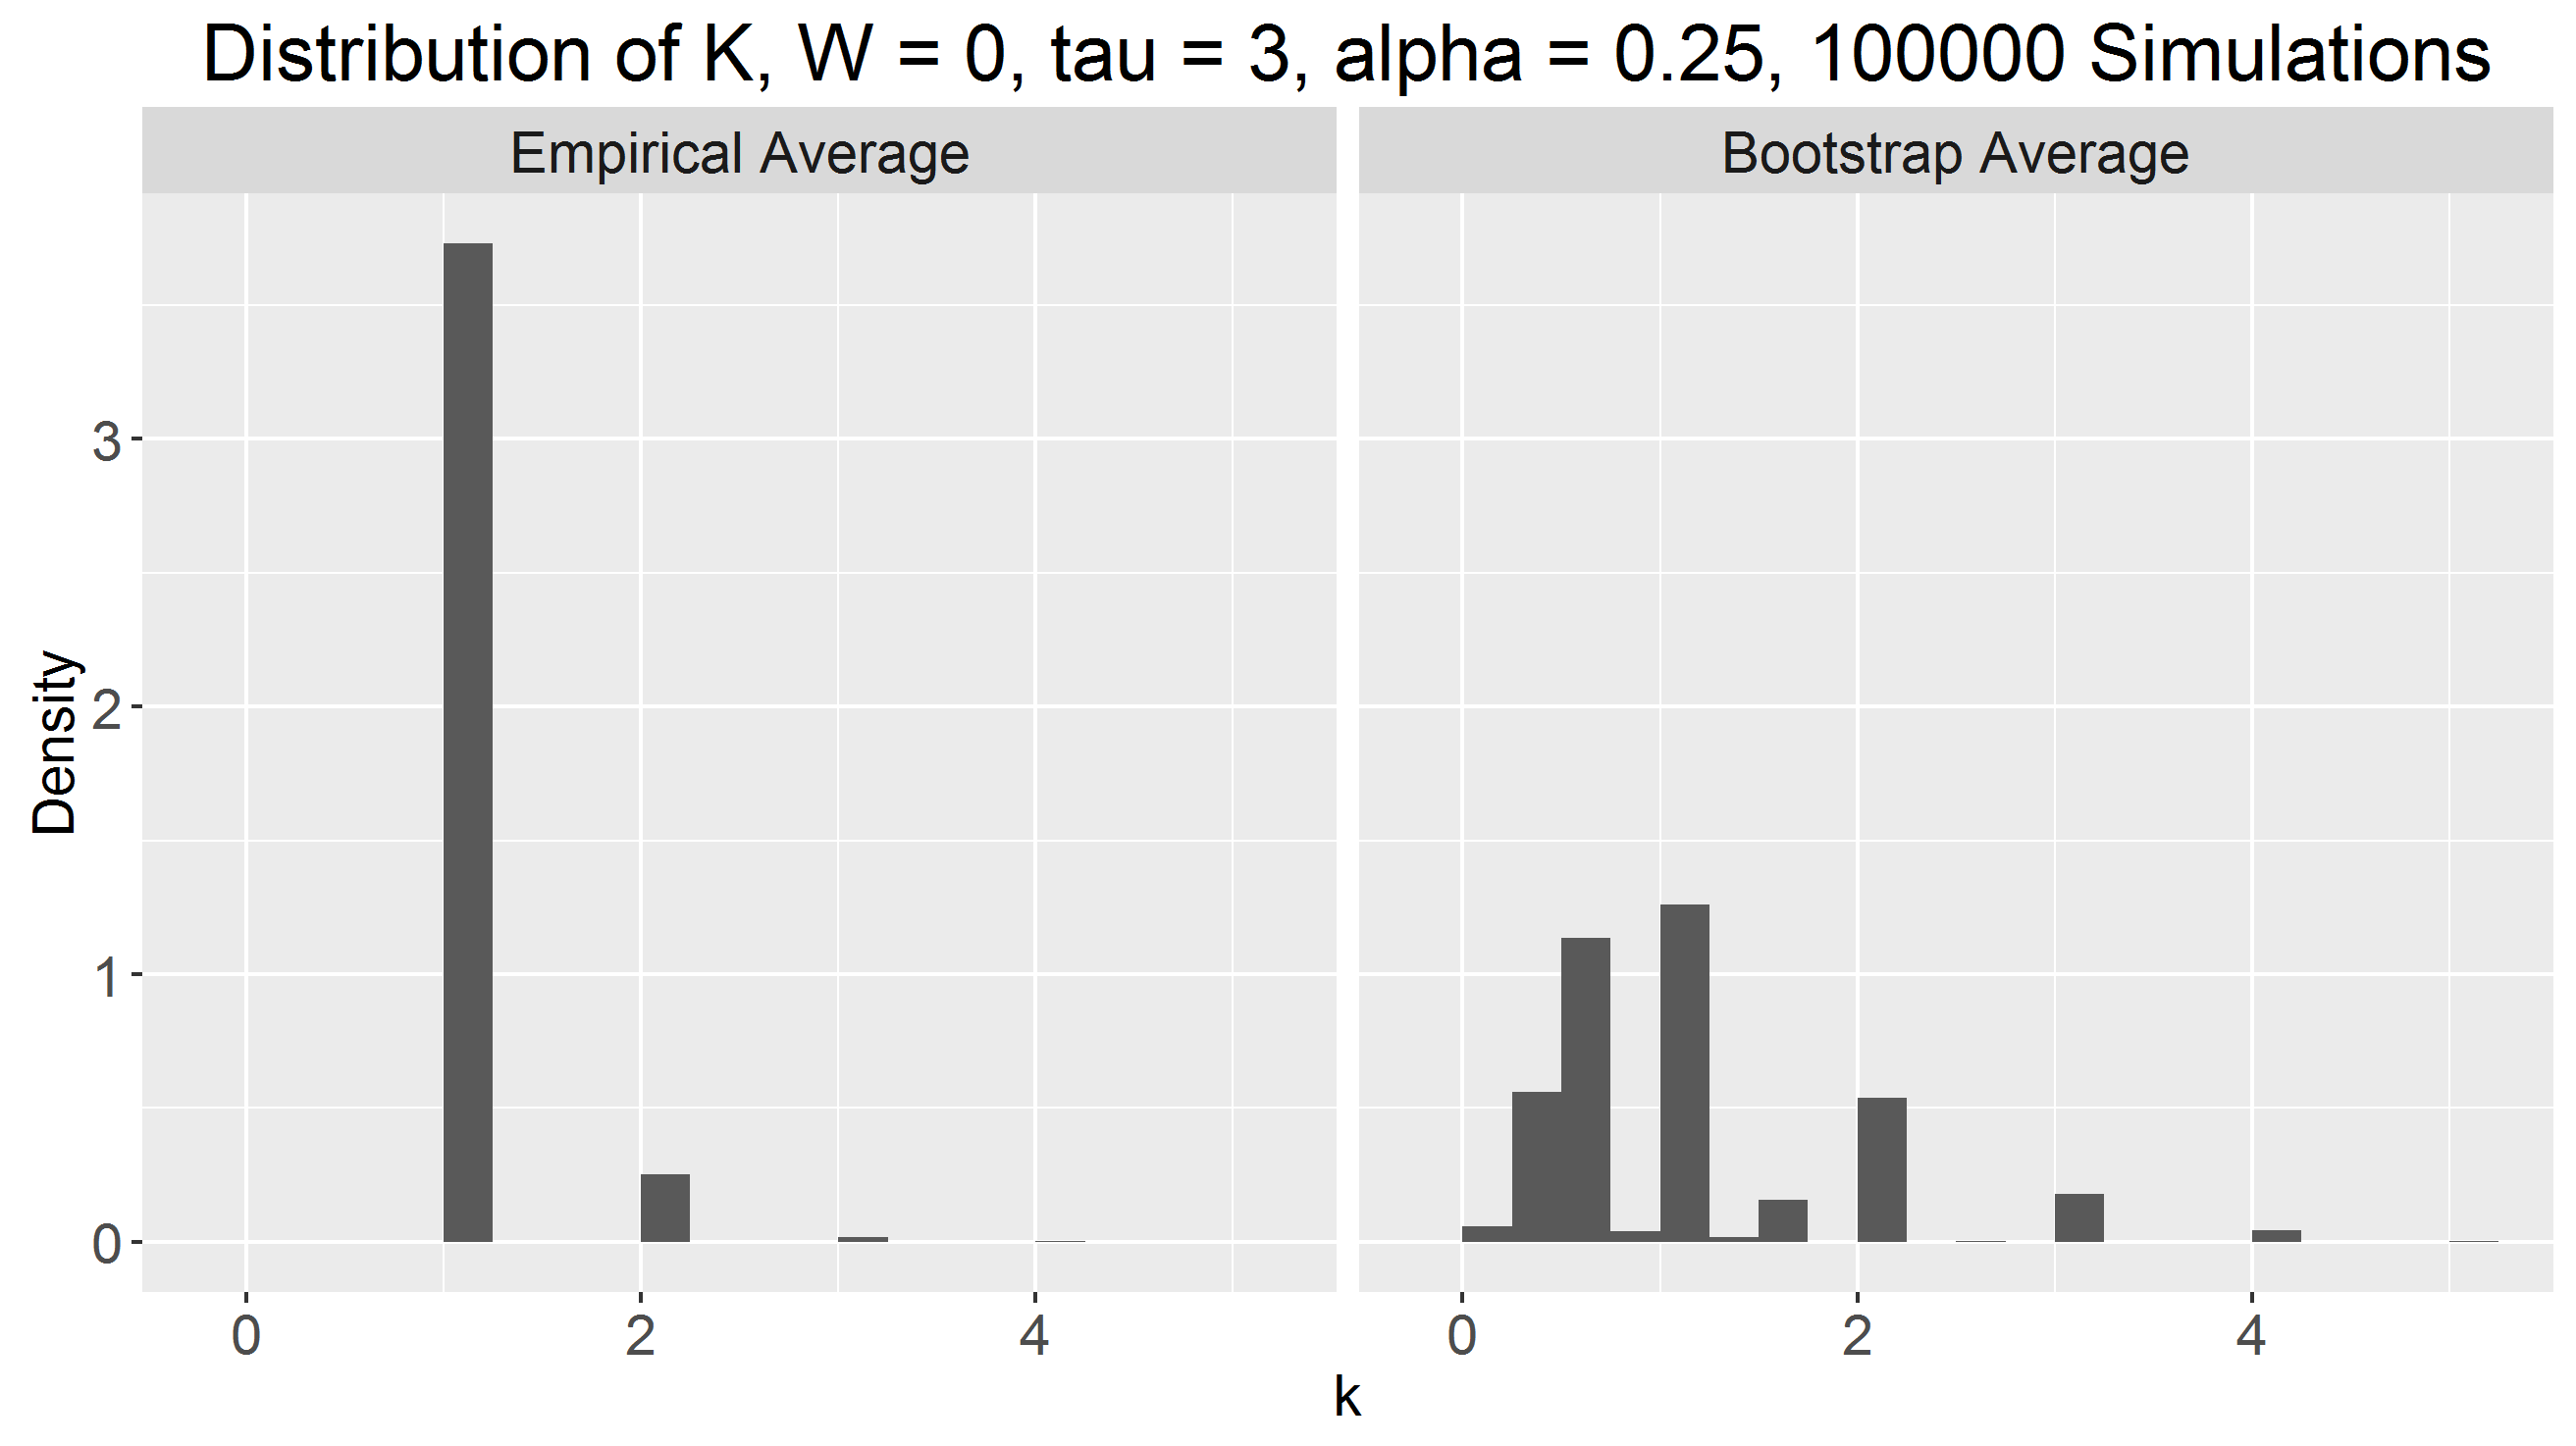 Distribution of K, W = 0, tau = 3, alpha = 0.25, 100000 Simulations
Empirical Average
Bootstrap Average
Density
3
2
1
0
0 2 4
0 2 4
k